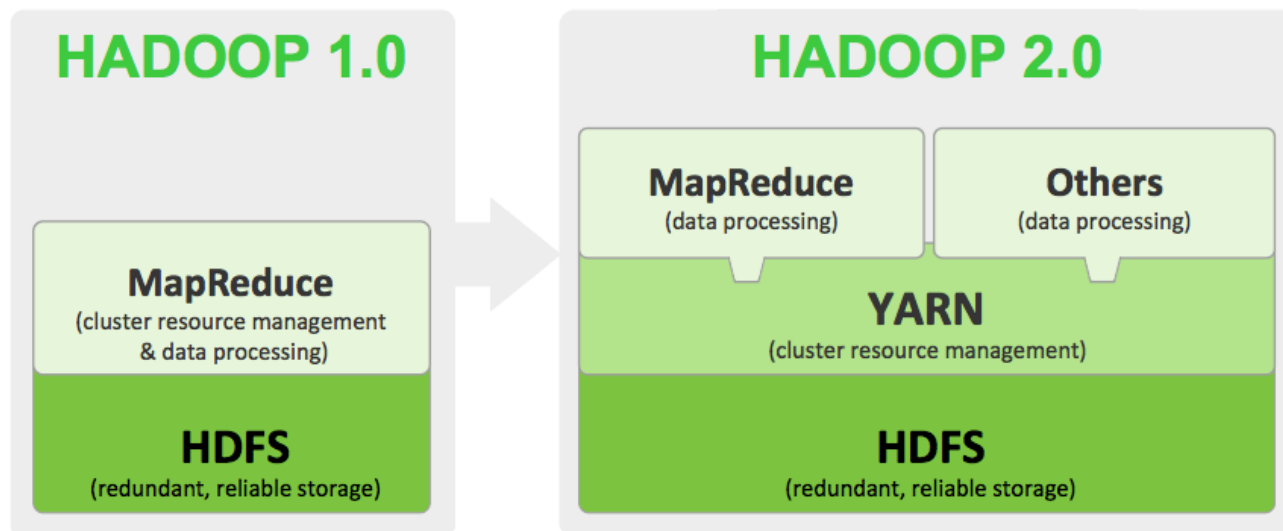 HADOOP 1.0
MapReduce
(cluster resource management
& data processing)
HDFS
(redundant, reliable storage)
HADOOP 2.0
MapReduce
(data processing)
Others
(data processing)
YARN
(cluster resource management)
HDFS
(redundant, reliable storage)